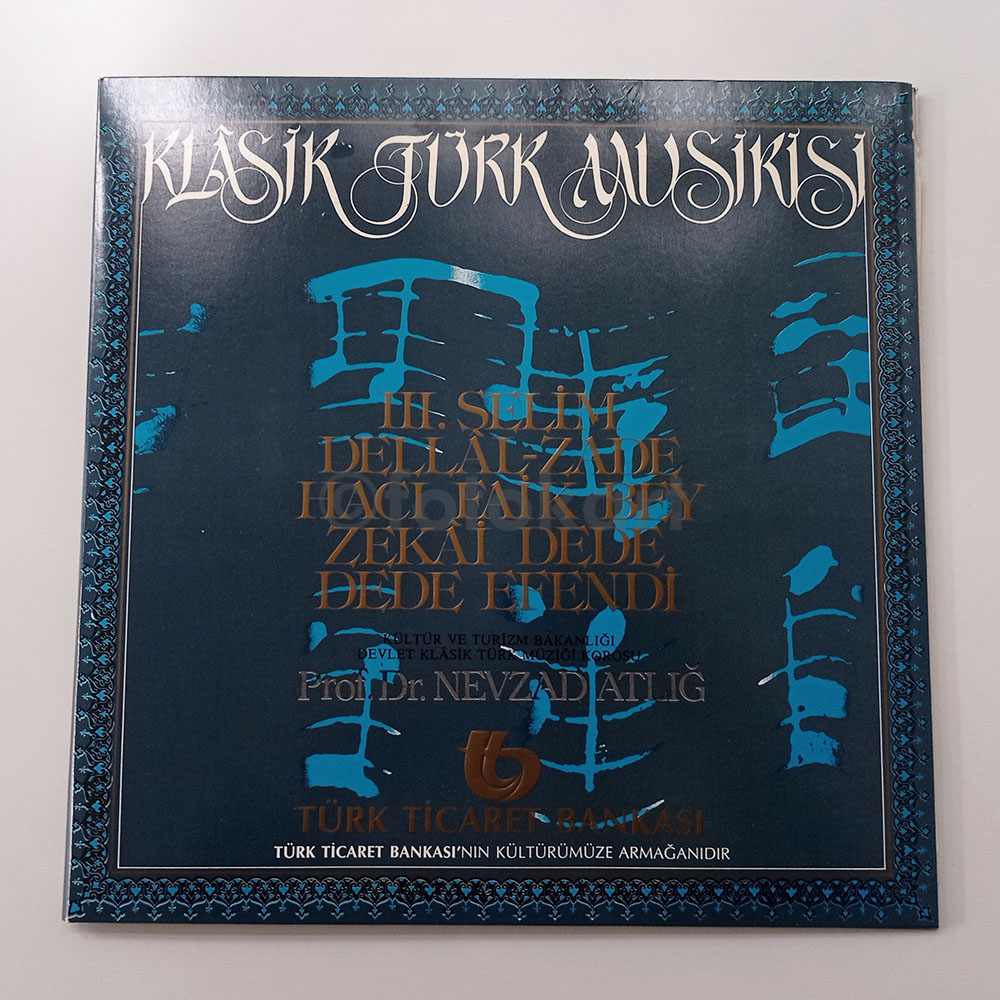 KLÂSİK TÜRK MUSİKİSİ
III. SELİM
DELLÂL-ZÂDE
HACI FAİK BEY
ZEKÂİ DEDE
DEDE EFENDİ
KÜLTÜR VE TURİZM BAKANLIĞI
DEVLET KLÂSİK TÜRK MÜZİĞİ KOROSU
Prof. Dr. NEVZAD ATLIĞ
tb
TÜRK TİCARET BANKASI
TÜRK TİCARET BANKASI'NIN KÜLTÜRÜMÜZE ARMAĞANIDIR